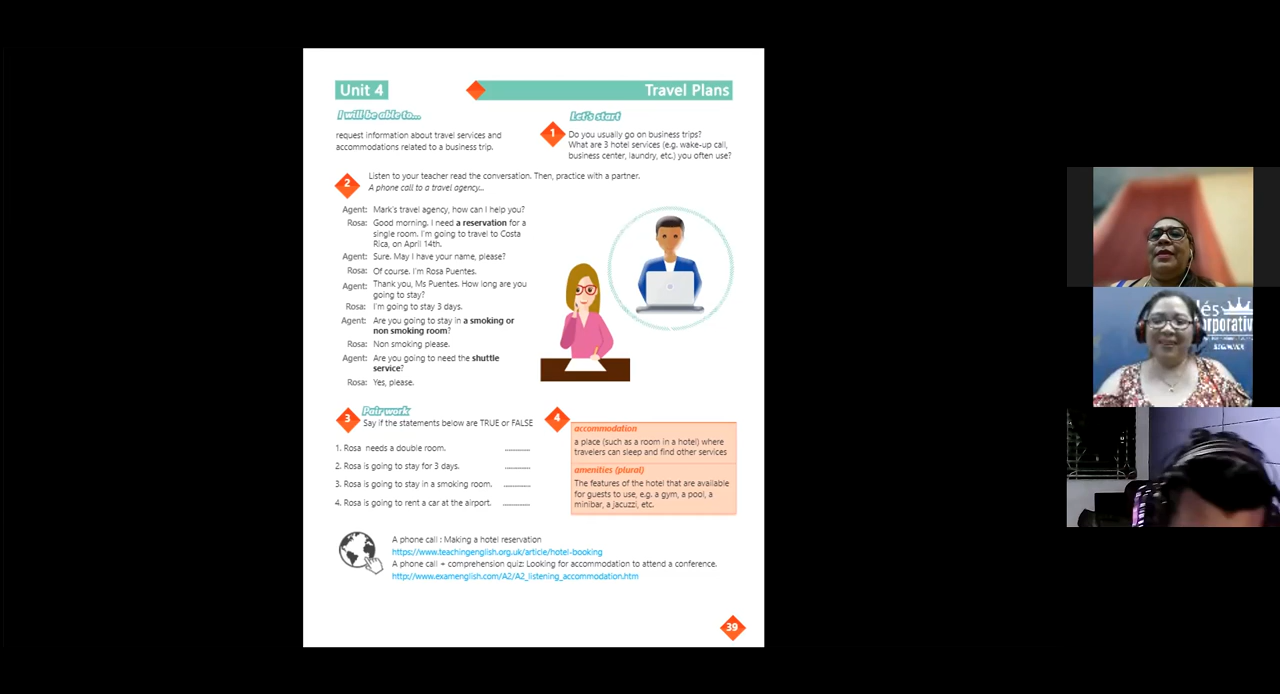 Unit 4
Travel Plans
I will be able to...
request information about travel services and
accommodations related to a business trip.
Let's start
1
Do you usually go on business trips?
What are 3 hotel services (e.g. wake-up call,
business center, laundry, etc.) you often use?
2
Listen to your teacher read the conversation. Then, practice with a partner.
A phone call to a travel agency...
Agent: Mark's travel agency, how can I help you?
Rosa: Good morning. I need a reservation for a
single room. I'm going to travel to Costa
Rica, on April 14th.
Agent: Sure. May I have your name, please?
Rosa: Of course. I'm Rosa Puentes.
Agent: Thank you, Ms Puentes. How long are you
going to stay?
Rosa: I'm going to stay 3 days.
Agent: Are you going to stay in a smoking or
non smoking room?
Rosa: Non smoking please.
Agent: Are you going to need the shuttle
service?
Rosa: Yes, please.
3
Pair work
Say if the statements below are TRUE or FALSE
1. Rosa needs a double room. ..............
2. Rosa is going to stay for 3 days. ..............
3. Rosa is going to stay in a smoking room. ..............
4. Rosa is going to rent a car at the airport. ..............
4
accommodation
a place (such as a room in a hotel) where
travelers can sleep and find other services
amenities (plural)
The features of the hotel that are available
for guests to use, e.g. a gym, a pool, a
minibar, a jacuzzi, etc.
A phone call : Making a hotel reservation
https://www.teachingenglish.org.uk/article/hotel-booking
A phone call + comprehension quiz: Looking for accommodation to attend a conference.
http://www.examenglish.com/A2/A2_listening_accommodation.htm
39
lés
orporativ